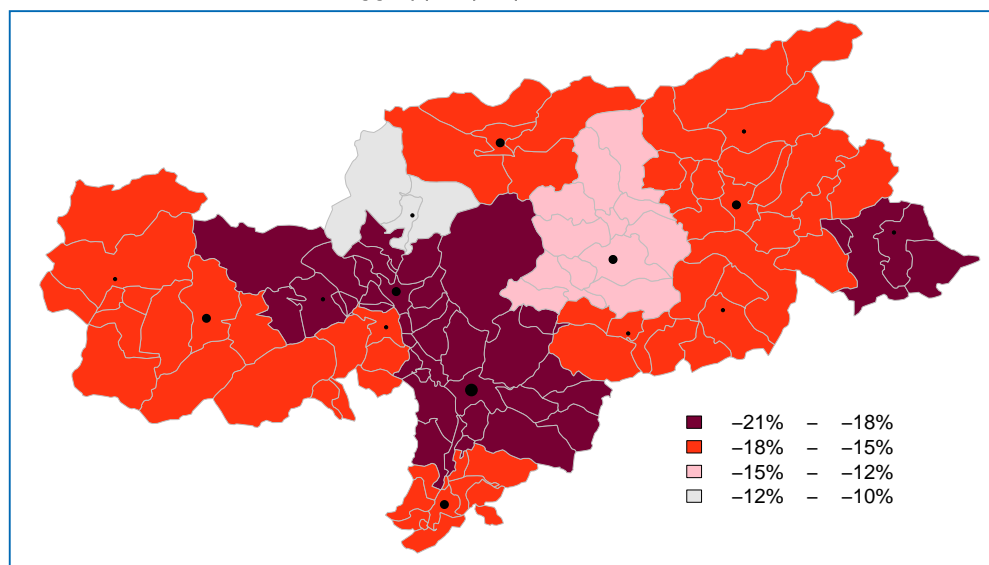 –21% – –18%
–18% – –15%
–15% – –12%
–12% – –10%